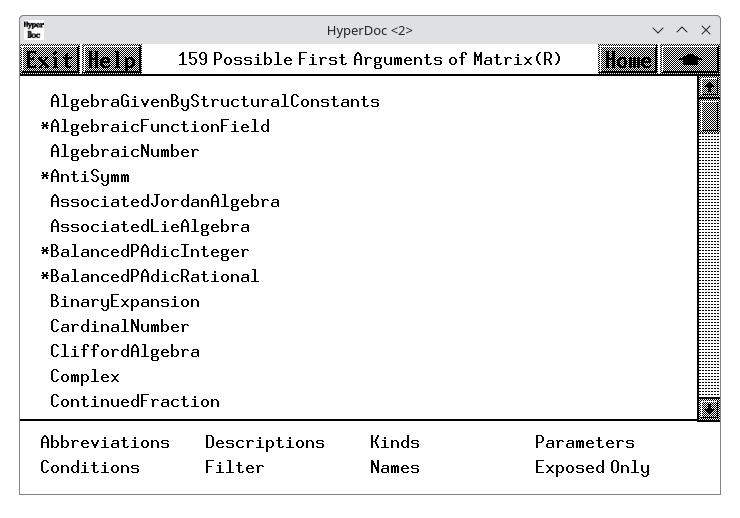 Hyper Doc
HyperDoc <2>
Exit Help 159 Possible First Arguments of Matrix(R) Home
AlgebraGivenByStructuralConstants
*AlgebraicFunctionField
AlgebraicNumber
*AntiSymm
AssociatedJordanAlgebra
AssociatedLieAlgebra
*BalancedPAdicInteger
*BalancedPAdicRational
BinaryExpansion
CardinalNumber
CliffordAlgebra
Complex
ContinuedFraction
Abbreviations Descriptions Kinds Parameters
Conditions Filter Names Exposed Only